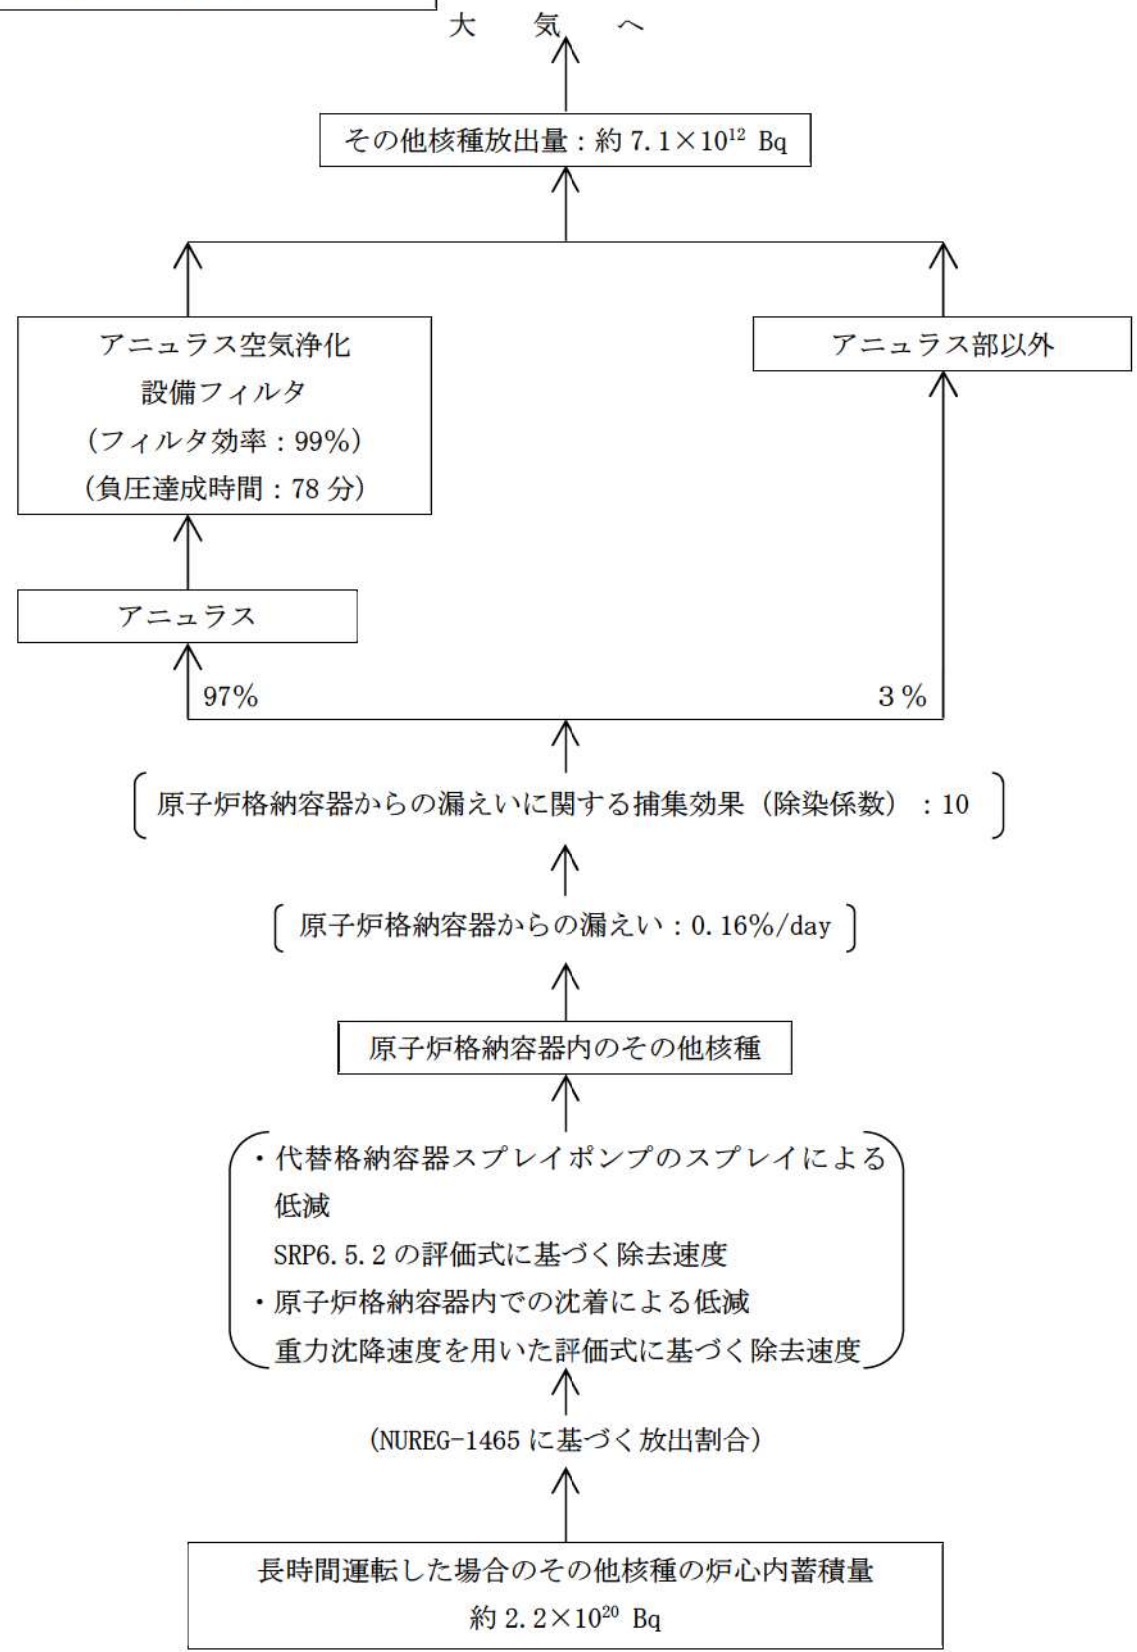 大気へ
その他核種放出量：約 7.1×10¹² Bq
アニュラス空気浄化
設備フィルタ
（フィルタ効率：99％）
（負圧達成時間：78 分）
アニュラス部以外
アニュラス
97％
３％
原子炉格納容器からの漏えいに関する捕集効果（除染係数）：10
原子炉格納容器からの漏えい：0.16％/day
原子炉格納容器内のその他核種
・代替格納容器スプレイポンプのスプレイによる
低減
SRP6.5.2 の評価式に基づく除去速度
・原子炉格納容器内での沈着による低減
重力沈降速度を用いた評価式に基づく除去速度
（NUREG-1465 に基づく放出割合）
長時間運転した場合のその他核種の炉心内蓄積量
約 2.2×10²⁰ Bq